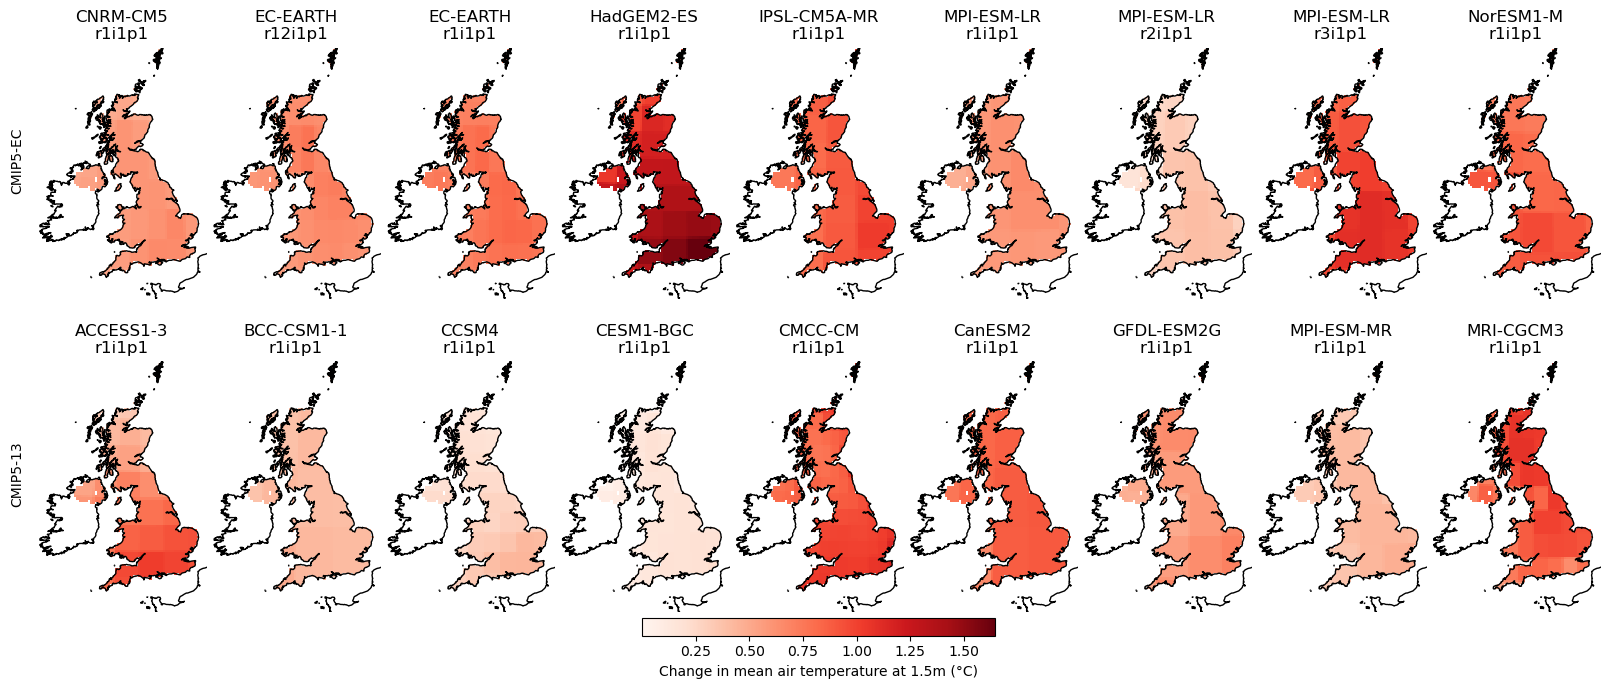 CNRM-CM5
r1i1p1
EC-EARTH
r12i1p1
EC-EARTH
r1i1p1
HadGEM2-ES
r1i1p1
IPSL-CM5A-MR
r1i1p1
MPI-ESM-LR
r1i1p1
MPI-ESM-LR
r2i1p1
MPI-ESM-LR
r3i1p1
NorESM1-M
r1i1p1
CMIP5-EC
ACCESS1-3
r1i1p1
BCC-CSM1-1
r1i1p1
CCSM4
r1i1p1
CESM1-BGC
r1i1p1
CMCC-CM
r1i1p1
CanESM2
r1i1p1
GFDL-ESM2G
r1i1p1
MPI-ESM-MR
r1i1p1
MRI-CGCM3
r1i1p1
CMIP5-13
0.25 0.50 0.75 1.00 1.25 1.50
Change in mean air temperature at 1.5m (°C)